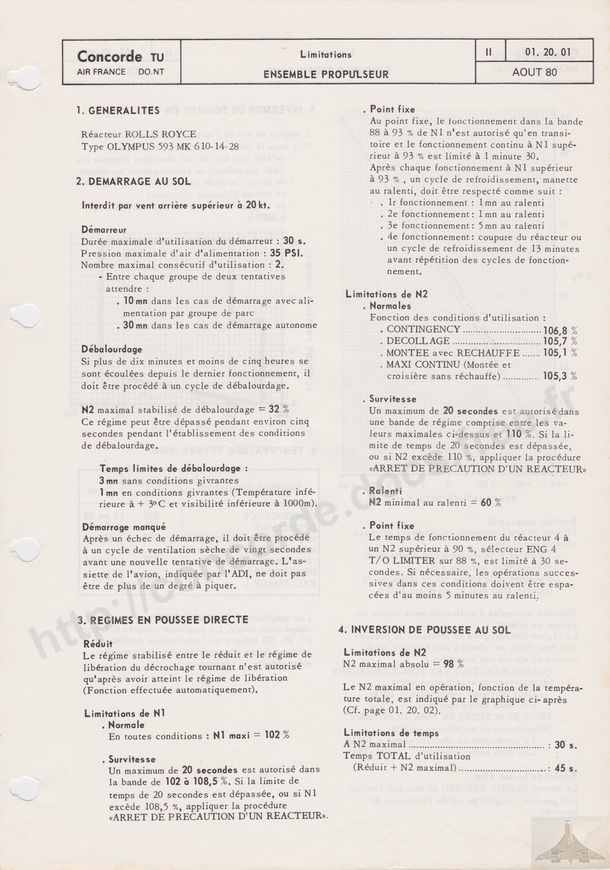 Concorde TU
AIR FRANCE DO.NT
Limitations
ENSEMBLE PROPULSEUR
II
01. 20. 01
AOUT 80
1. GENERALITES
Réacteur ROLLS ROYCE
Type OLYMPUS 593 MK 610-14-28
2. DEMARRAGE AU SOL
Interdit par vent arrière supérieur à 20 kt.
Démarreur
Durée maximale d'utilisation du démarreur : 30 s.
Pression maximale d'air d'alimentation : 35 PSI.
Nombre maximal consécutif d'utilisation : 2.
- Entre chaque groupe de deux tentatives
attendre :
. 10 mn dans les cas de démarrage avec ali-
mentation par groupe de parc
. 30 mn dans les cas de démarrage autonome
Débalourdage
Si plus de dix minutes et moins de cinq heures se
sont écoulées depuis le dernier fonctionnement, il
doit être procédé à un cycle de débalourdage.
N2 maximal stabilisé de débalourdage = 32 %
Ce régime peut être dépassé pendant environ cinq
secondes pendant l'établissement des conditions
de débalourdage.
Temps limites de débalourdage :
3 mn sans conditions givrantes
1 mn en conditions givrantes (Température infé-
rieure à + 3°C et visibilité inférieure à 1000m).
Démarrage manqué
Après un échec de démarrage, il doit être procédé
à un cycle de ventilation sèche de vingt secondes
avant une nouvelle tentative de démarrage. L'as-
siette de l'avion, indiquée par l'ADI, ne doit pas
être de plus de un degré à piquer.
3. REGIMES EN POUSSEE DIRECTE
Réduit
Le régime stabilisé entre le réduit et le régime de
libération du décrochage tournant n'est autorisé
qu'après avoir atteint le régime de libération
(Fonction effectuée automatiquement).
Limitations de N1
. Normale
En toutes conditions : N1 maxi = 102 %
. Survitesse
Un maximum de 20 secondes est autorisé dans
la bande de 102 à 108,5 %. Si la limite de
temps de 20 secondes est dépassée, ou si N1
excède 108,5 %, appliquer la procédure
«ARRET DE PRECAUTION D'UN REACTEUR».
. Point fixe
Au point fixe, le fonctionnement dans la bande
88 à 93 % de N1 n'est autorisé qu'en transi-
toire et le fonctionnement continu à N1 supé-
rieur à 93 % est limité à 1 minute 30.
Après chaque fonctionnement à N1 supérieur
à 93 % , un cycle de refroidissement, manette
au ralenti, doit être respecté comme suit :
. 1r fonctionnement : 1 mn au ralenti
. 2e fonctionnement : 1 mn au ralenti
. 3e fonctionnement : 5 mn au ralenti
. 4e fonctionnement : coupure du réacteur ou
un cycle de refroidissement de 13 minutes
avant répétition des cycles de fonction-
nement.
Limitations de N2
. Normales
Fonction des conditions d'utilisation :
. CONTINGENCY ........................ 106,8 %
. DECOLLAGE ........................... 105,7 %
. MONTEE avec RECHAUFFE ...... 105,1 %
. MAXI CONTINU (Montée et
croisière sans réchauffe) ............. 105,3 %
. Survitesse
Un maximum de 20 secondes est autorisé dans
une bande de régime comprise entre les va-
leurs maximales ci-dessus et 110 %. Si la li-
mite de temps de 20 secondes est dépassée,
ou si N2 excède 110 %, appliquer la procédure
«ARRET DE PRECAUTION D'UN REACTEUR»
. Ralenti
N2 minimal au ralenti = 60 %
. Point fixe
Le temps de fonctionnement du réacteur 4 à
un N2 supérieur à 90 %, sélecteur ENG 4
T/O LIMITER sur 88 %, est limité à 30 se-
condes. Si nécessaire, les opérations succes-
sives dans ces conditions doivent être espa-
cées d'au moins 5 minutes au ralenti.
4. INVERSION DE POUSSEE AU SOL
Limitations de N2
N2 maximal absolu = 98 %
Le N2 maximal en opération, fonction de la tempéra-
ture totale, est indiqué par le graphique ci-après
(Cf. page 01. 20. 02).
Limitations de temps
A N2 maximal ........................................ : 30 s.
Temps TOTAL d'utilisation
(Réduit + N2 maximal) ......................... : 45 s.